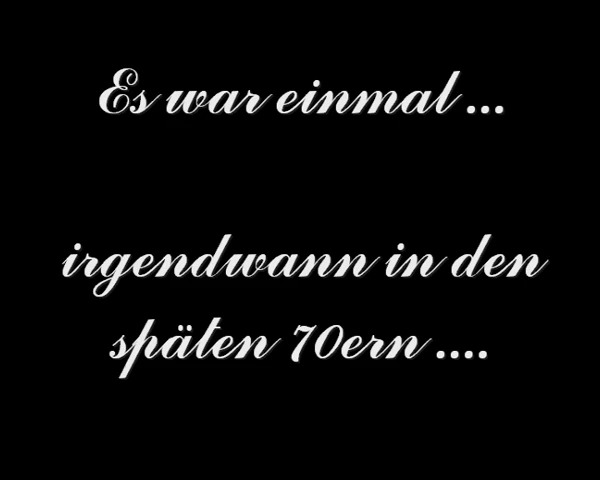 Es war einmal ...
irgendwann in den
späten 70ern ....